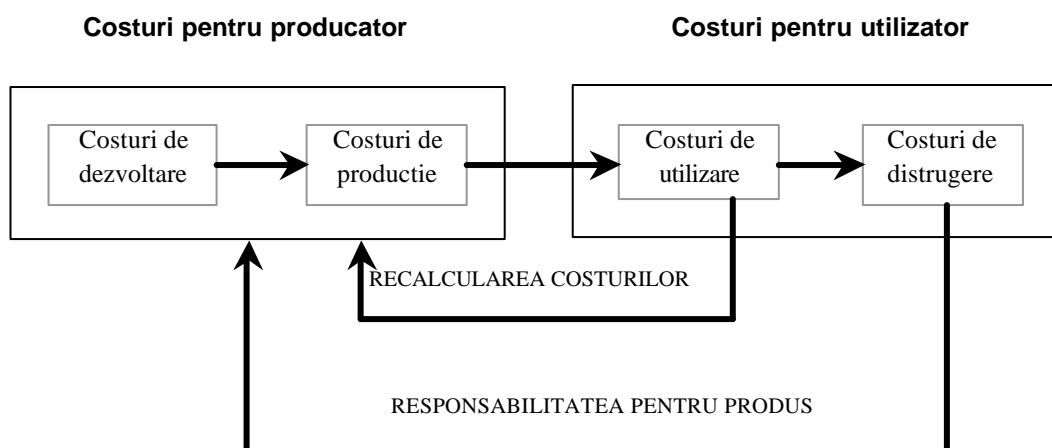 Costuri pentru producator
Costuri pentru utilizator
Costuri de
dezvoltare
Costuri de
productie
Costuri de
utilizare
Costuri de
distrugere
RECALCULAREA COSTURILOR
RESPONSABILITATEA PENTRU PRODUS